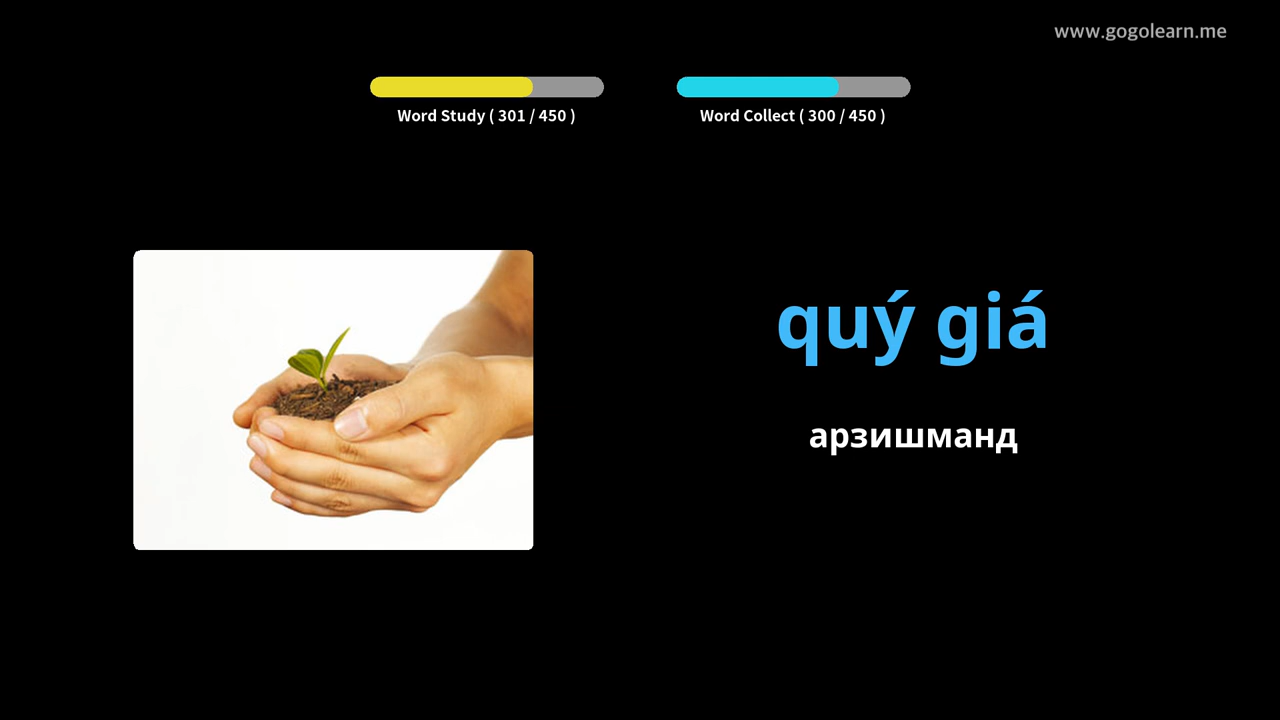 www.gogolearn.me
Word Study ( 301 / 450 )
Word Collect ( 300 / 450 )
quý giá
арзишманд